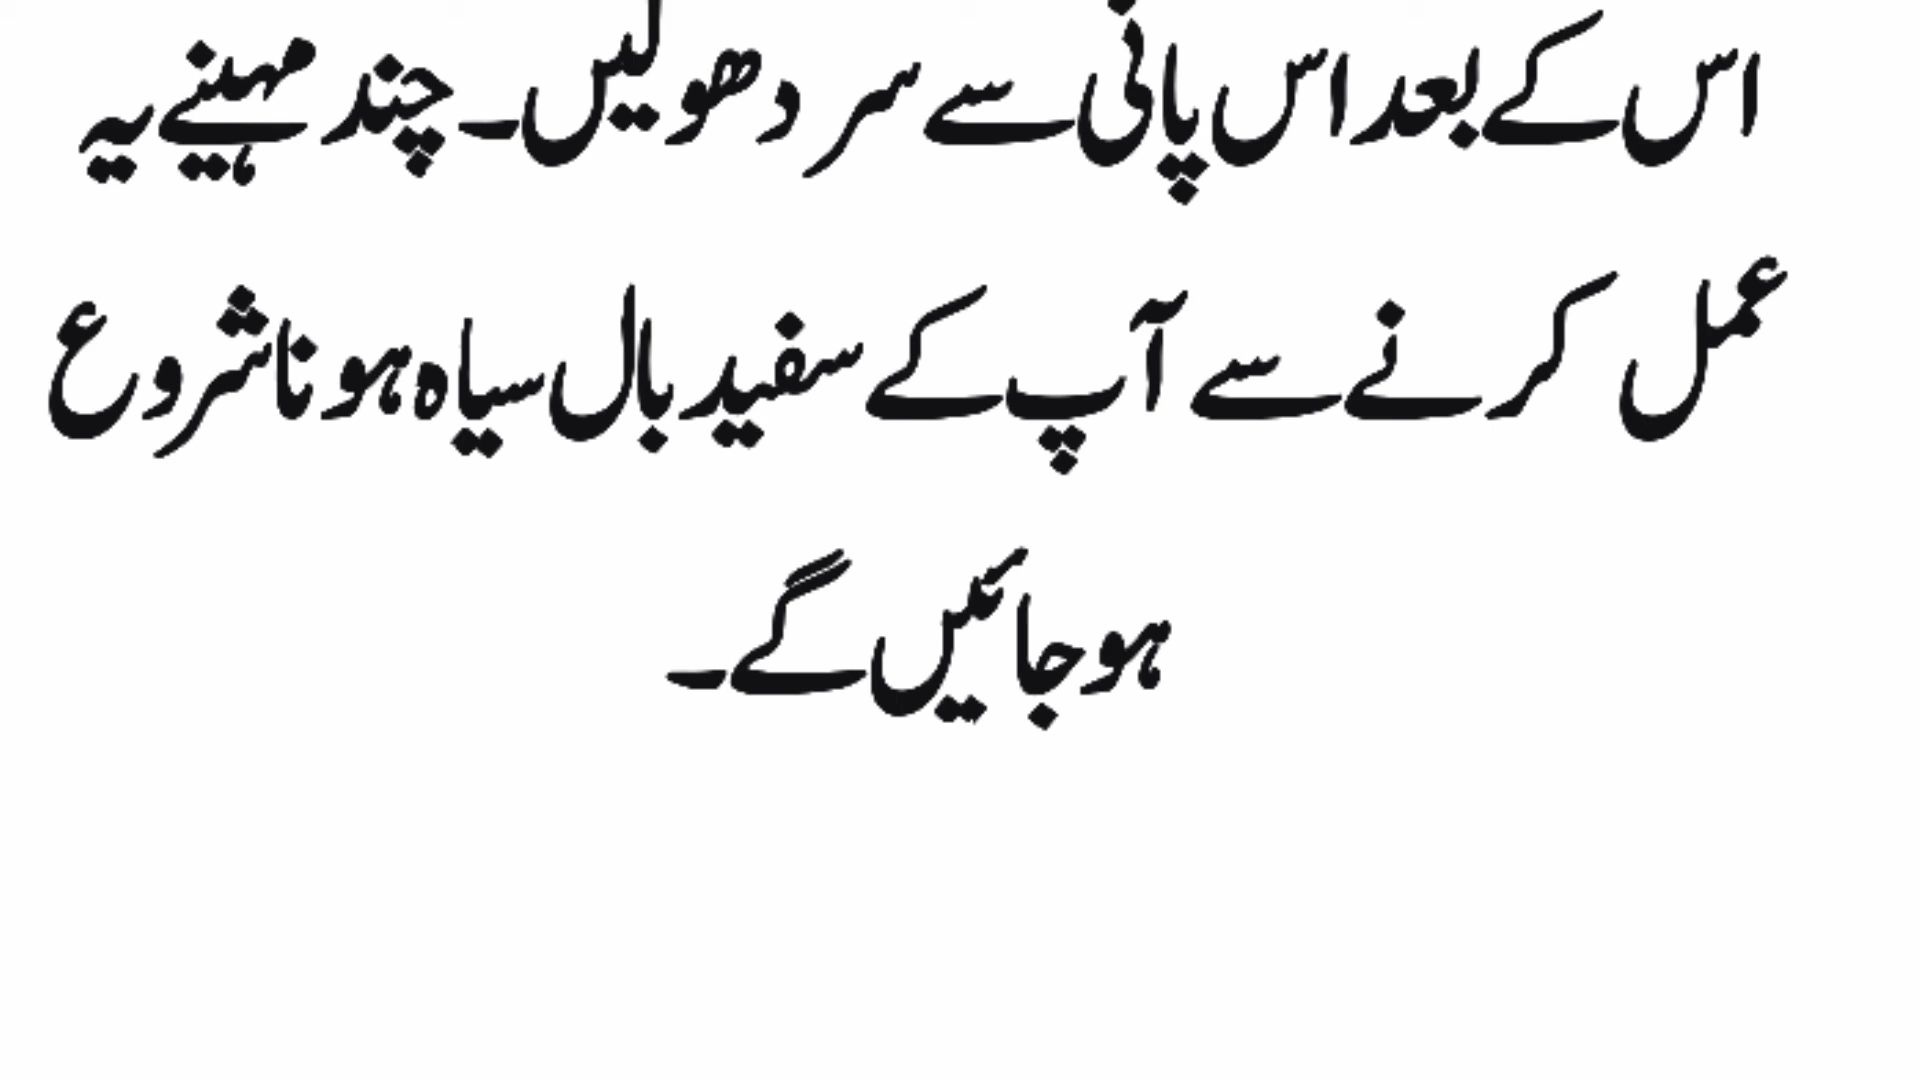 اس کے بعد اس پانی سے سر دھو لیں۔ چند مہینے یہ
عمل کرنے سے آپ کے سفید بال سیاہ ہونا شروع
ہو جائیں گے۔